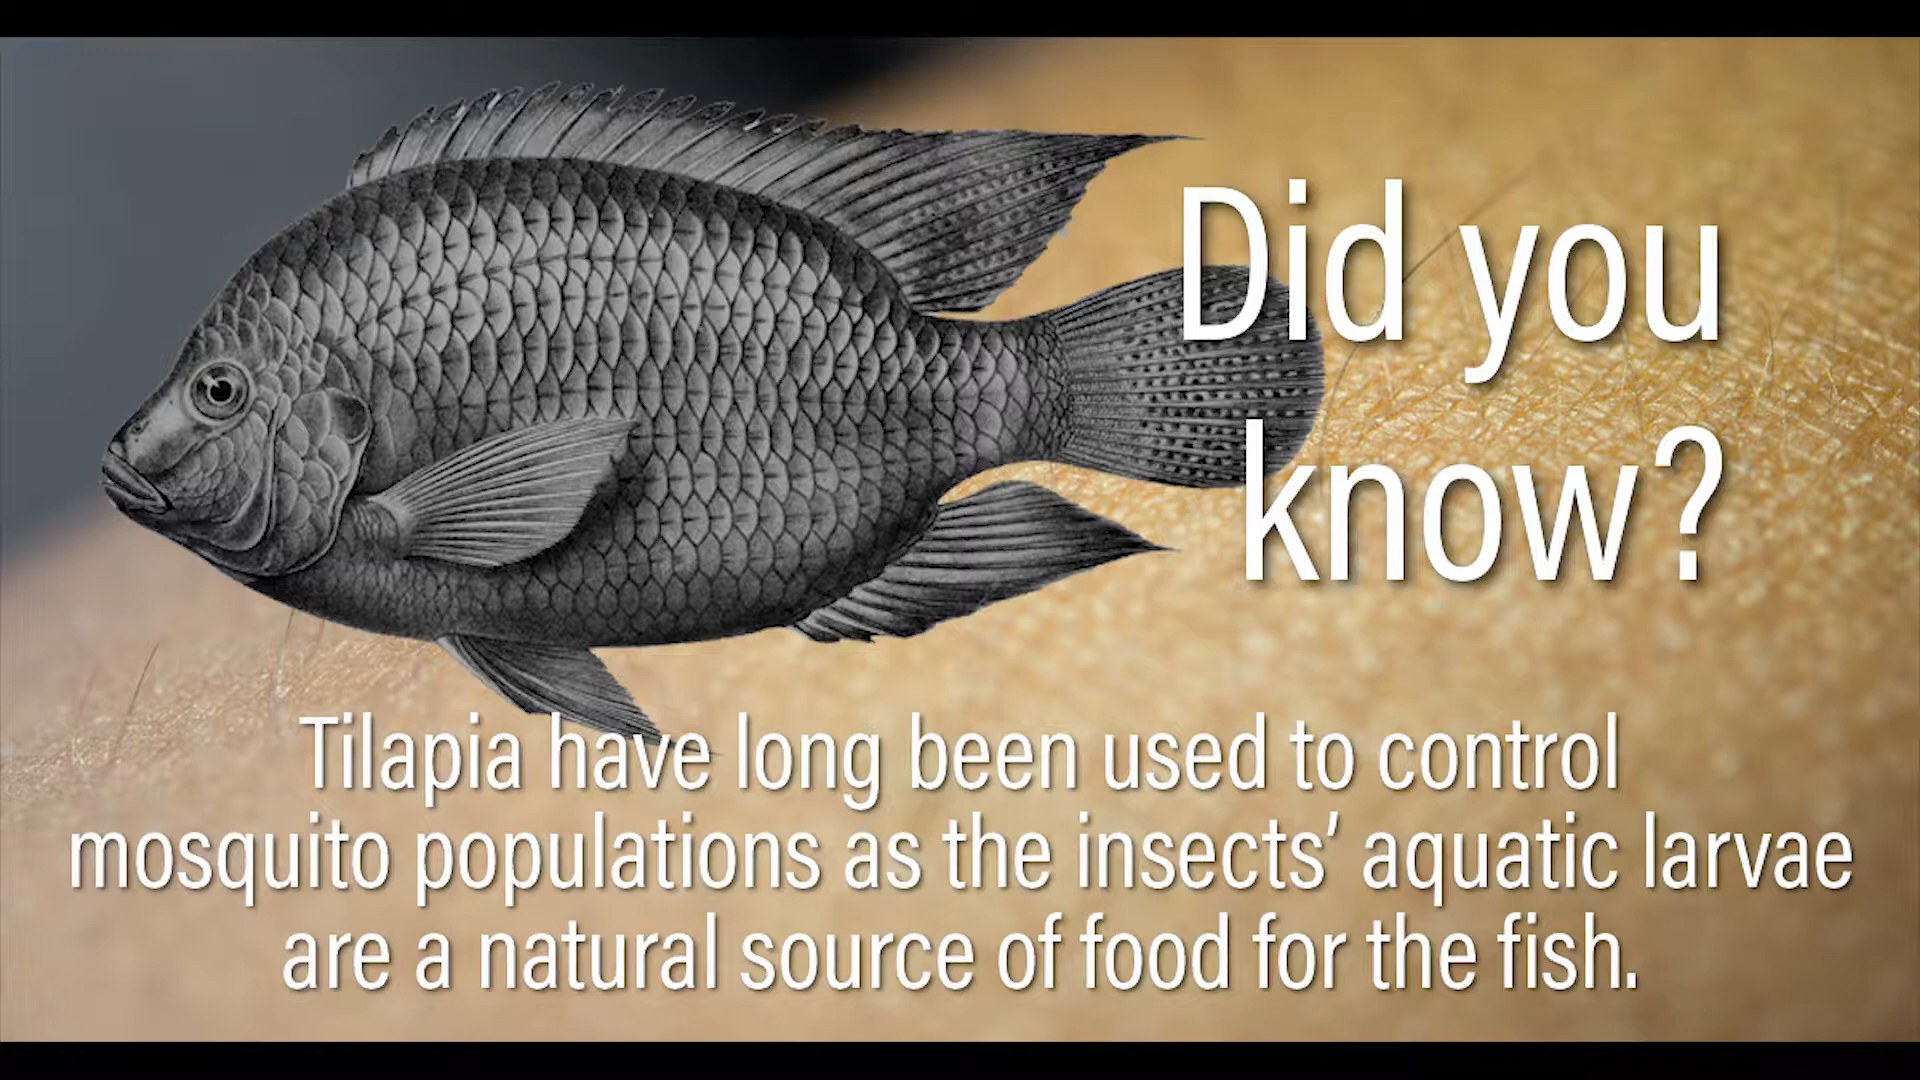 Did you
know?
Tilapia have long been used to control
mosquito populations as the insects’ aquatic larvae
are a natural source of food for the fish.